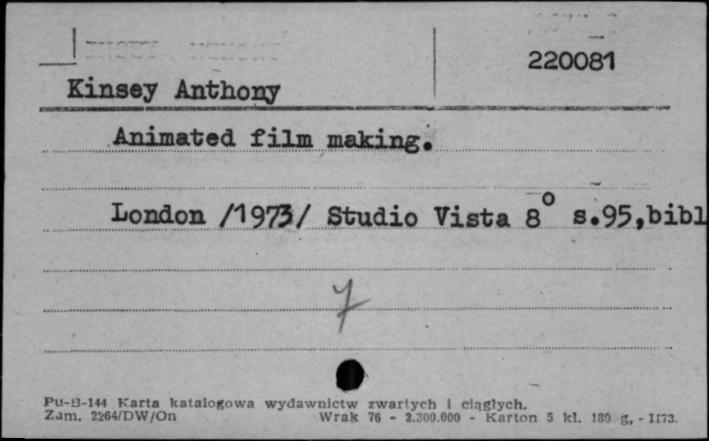 220081
Kinsey Anthony
Animated film making.
London /1973/ Studio Vista 8° s.95,bibl
7
Pu-B-144 Karta katalogowa wydawnictw zwartych i ciągłych.
Zam. 2264/DW/On Wrak 76 - 2.300.000 - Karton 5 kl. 180 g, - II73.